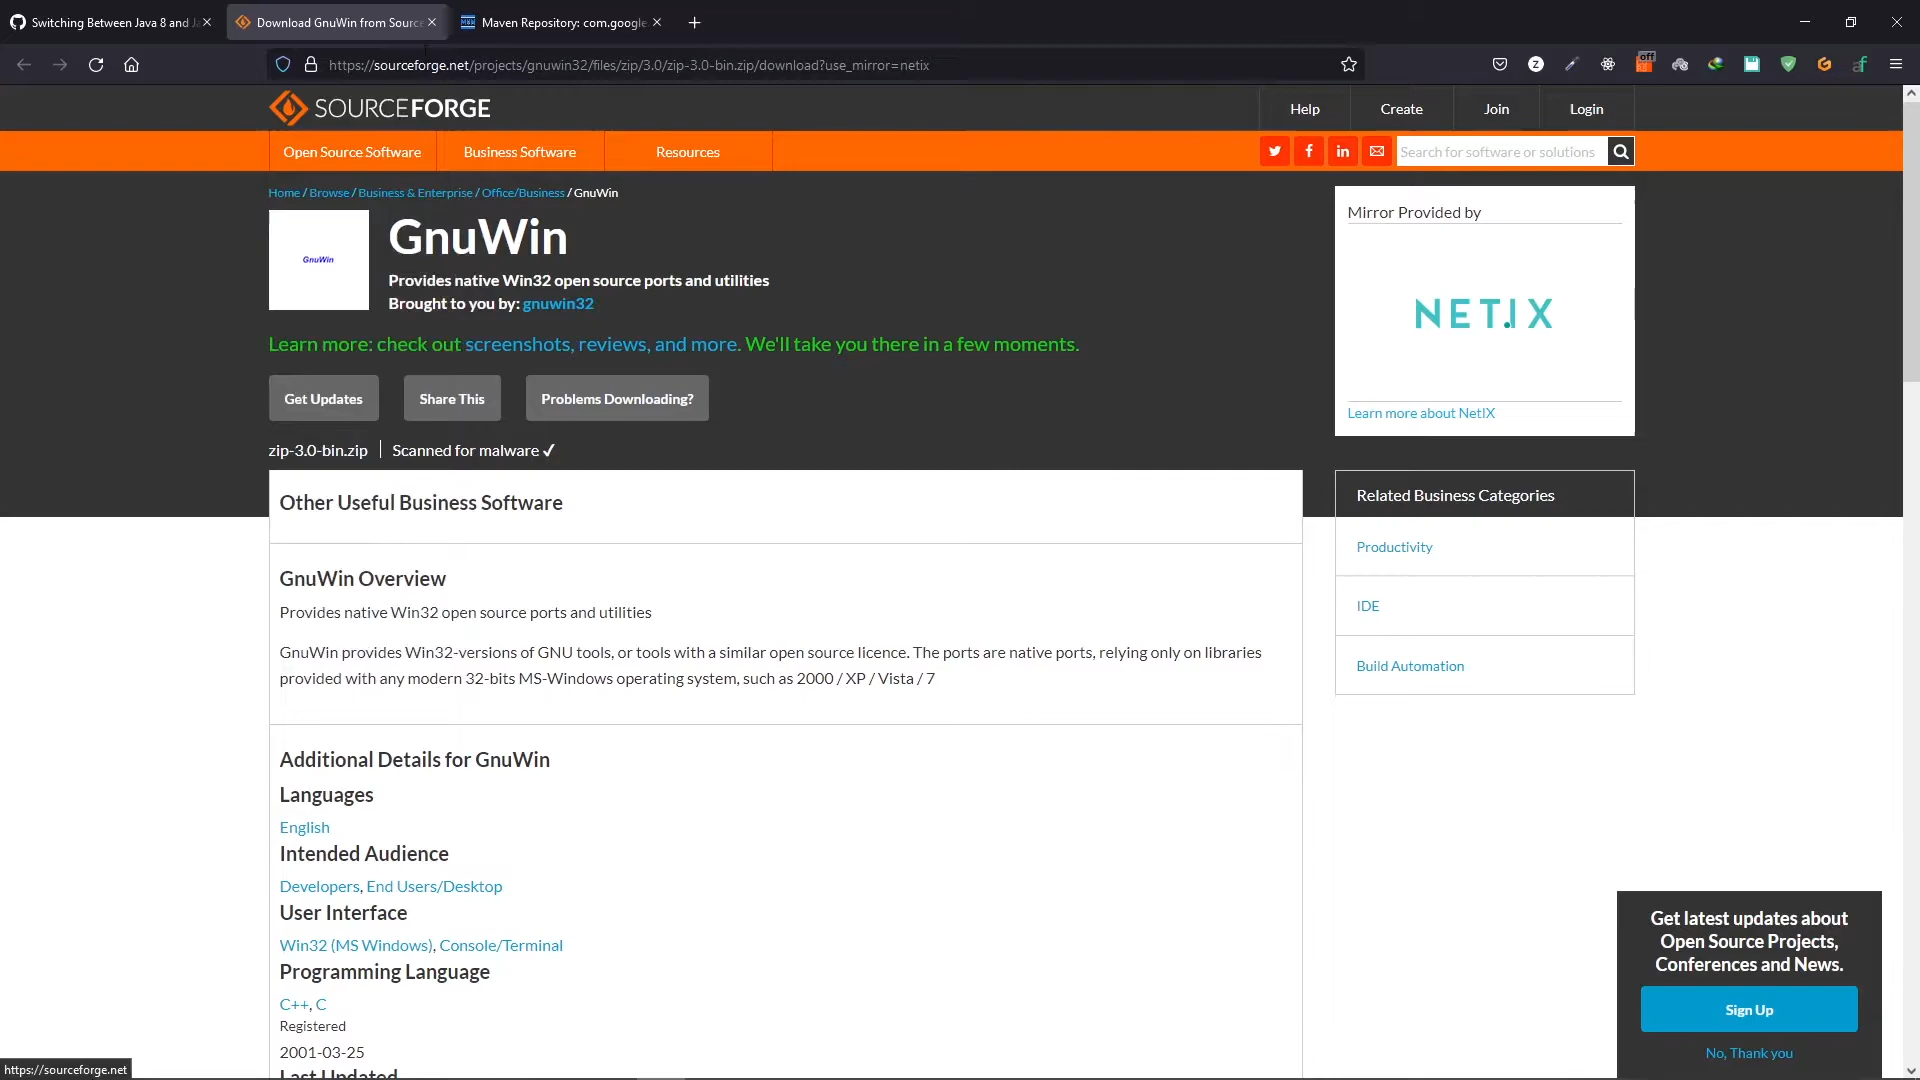 Switching Between Java 8 and Ja
Download GnuWin from Source
Maven Repository: com.google
https://sourceforge.net/projects/gnuwin32/files/zip/3.0/zip-3.0-bin.zip/download?use_mirror=netix
off
SOURCEFORGE
Help
Create
Join
Login
Open Source Software
Business Software
Resources
Search for software or solutions
Home / Browse / Business & Enterprise / Office/Business / GnuWin
GnuWin
GnuWin
Provides native Win32 open source ports and utilities
Brought to you by: gnuwin32
Learn more: check out screenshots, reviews, and more. We'll take you there in a few moments.
Get Updates
Share This
Problems Downloading?
zip-3.0-bin.zip
Scanned for malware ✓
Mirror Provided by
NET.IX
Learn more about NetIX
Other Useful Business Software
GnuWin Overview
Provides native Win32 open source ports and utilities
GnuWin provides Win32-versions of GNU tools, or tools with a similar open source licence. The ports are native ports, relying only on libraries
provided with any modern 32-bits MS-Windows operating system, such as 2000 / XP / Vista / 7
Related Business Categories
Productivity
IDE
Build Automation
Additional Details for GnuWin
Languages
English
Intended Audience
Developers, End Users/Desktop
User Interface
Win32 (MS Windows), Console/Terminal
Programming Language
C++, C
Registered
2001-03-25
Last Updated
Get latest updates about
Open Source Projects,
Conferences and News.
Sign Up
No, Thank you
https://sourceforge.net